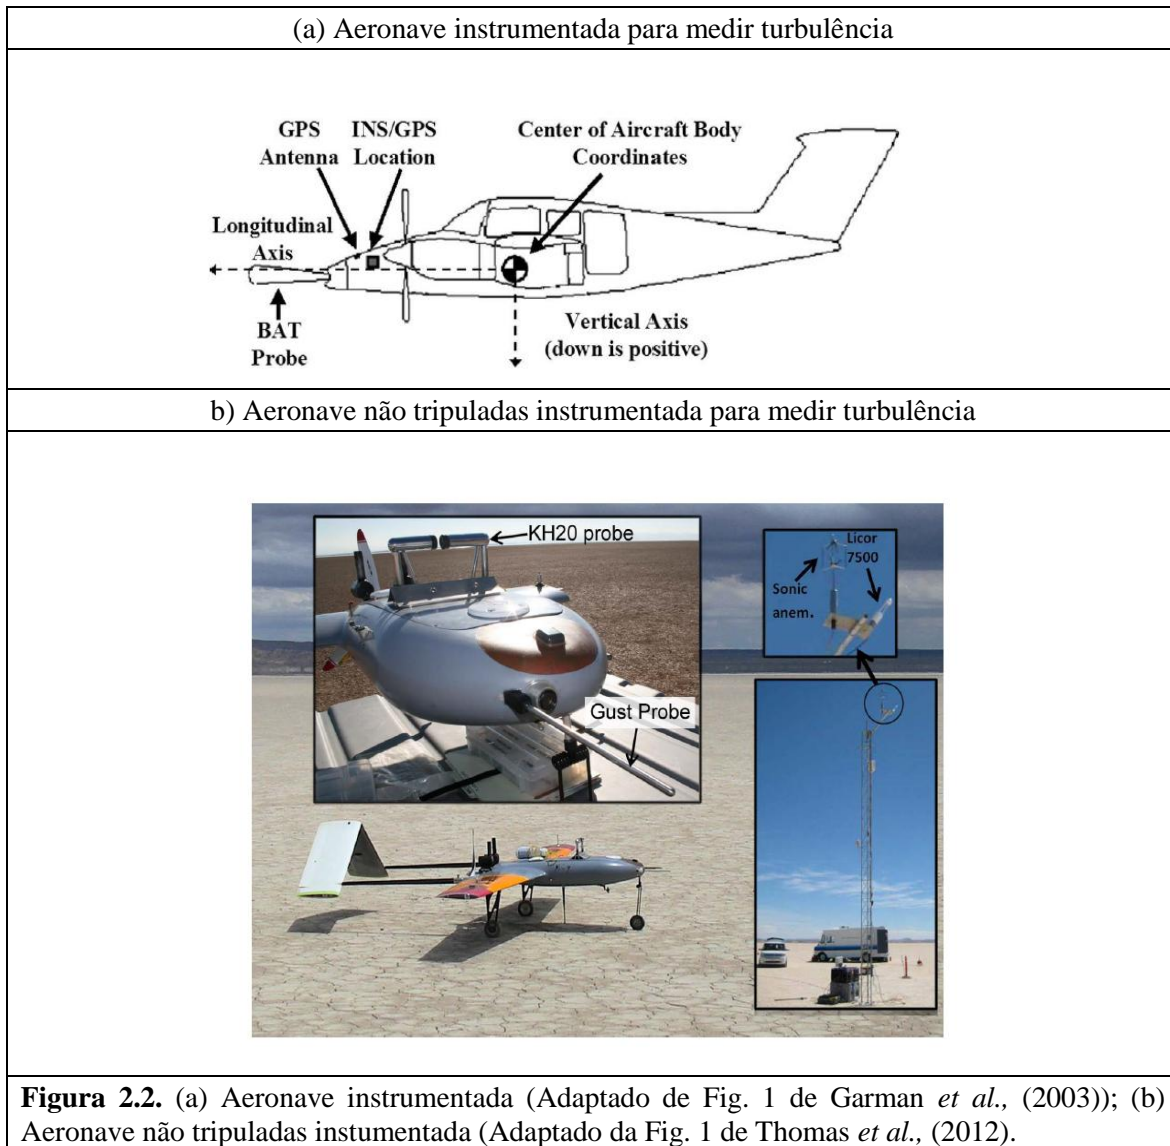 (a) Aeronave instrumentada para medir turbulência
GPS
Antenna
INS/GPS
Location
Center of Aircraft Body
Coordinates
Longitudinal
Axis
BAT
Probe
Vertical Axis
(down is positive)
b) Aeronave não tripuladas instrumentada para medir turbulência
KH20 probe
Gust Probe
Licor
7500
Sonic
anem.
Figura 2.2. (a) Aeronave instrumentada (Adaptado de Fig. 1 de Garman et al., (2003)); (b)
Aeronave não tripuladas instumentada (Adaptado da Fig. 1 de Thomas et al., (2012).